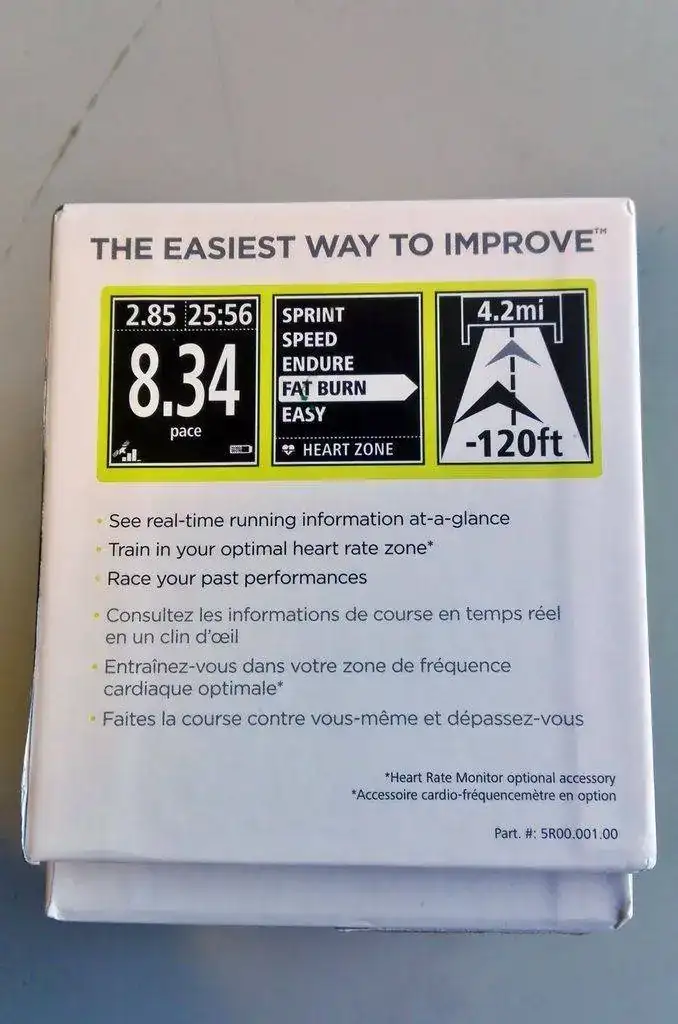 THE EASIEST WAY TO IMPROVE™
2.85 25:56
8.34
pace
SPRINT
SPEED
ENDURE
FAT BURN
EASY
HEART ZONE
4.2mi
-120ft
• See real-time running information at-a-glance
• Train in your optimal heart rate zone*
• Race your past performances
• Consultez les informations de course en temps réel
en un clin d'œil
• Entraînez-vous dans votre zone de fréquence
cardiaque optimale*
• Faites la course contre vous-même et dépassez-vous
*Heart Rate Monitor optional accessory
*Accessoire cardio-fréquencemètre en option
Part. #: 5R00.001.00